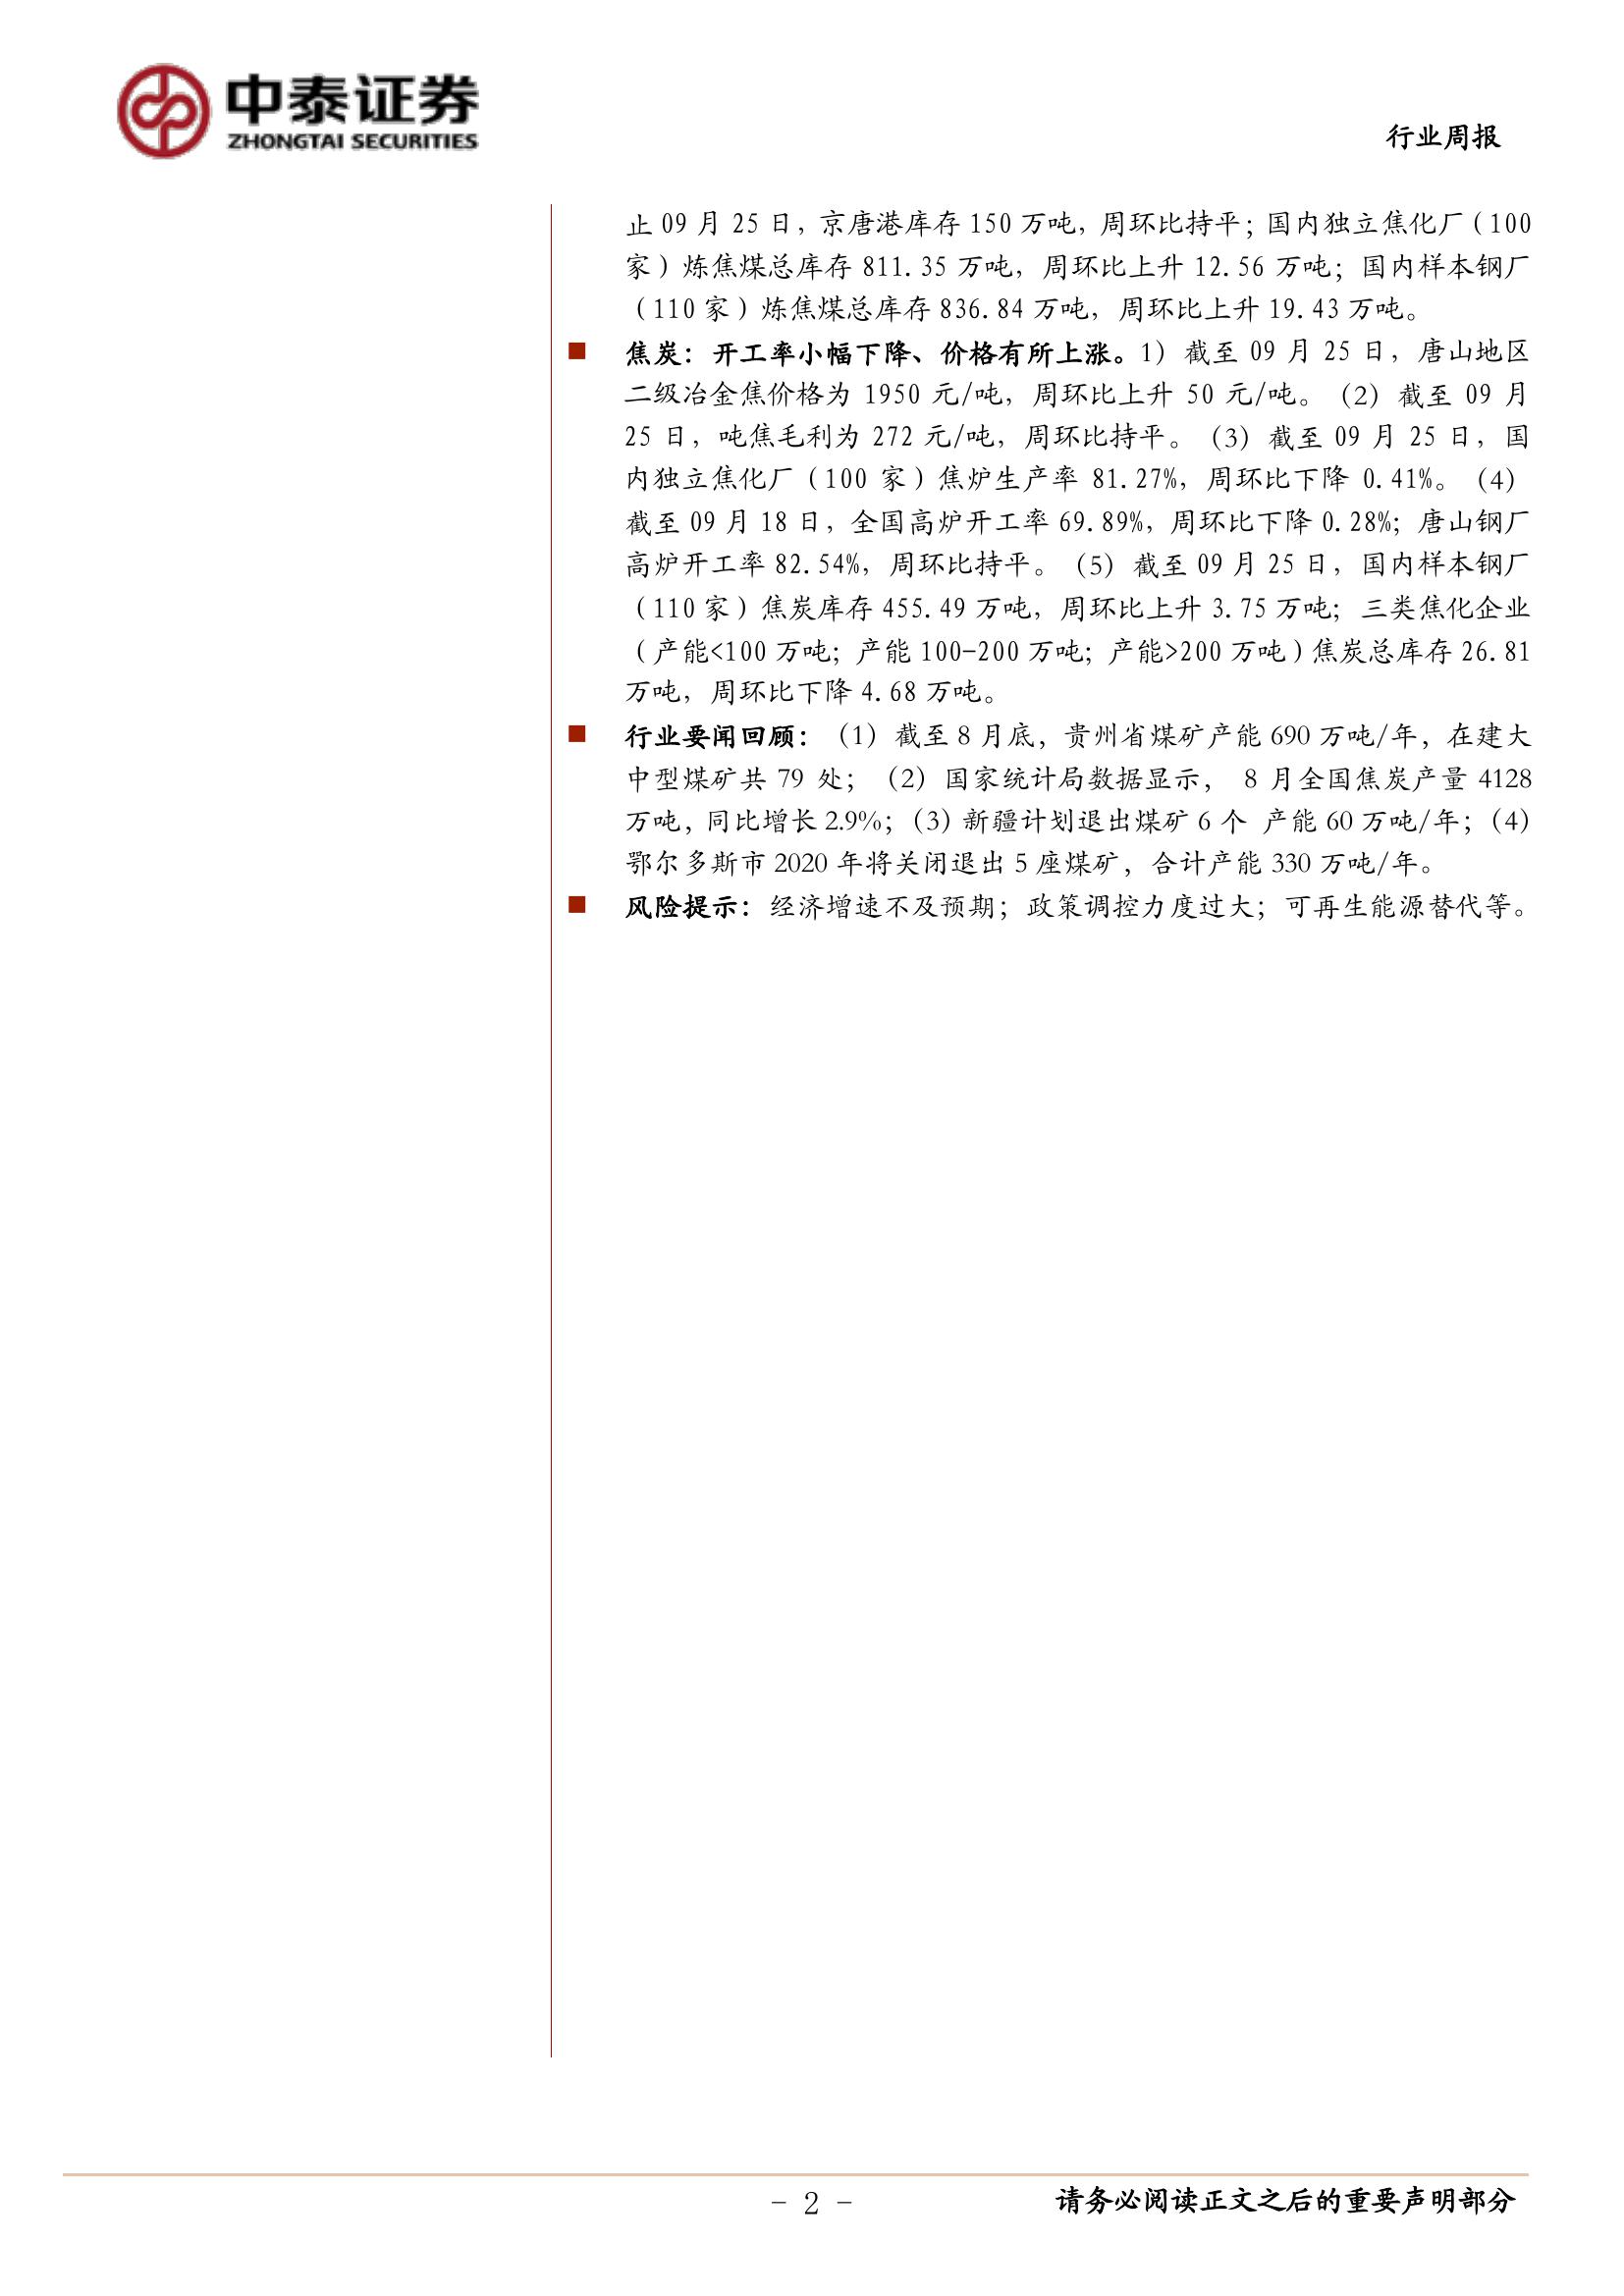 中泰证券
ZHONGTAI SECURITIES
行业周报
止 09 月 25 日，京唐港库存 150 万吨，周环比持平；国内独立焦化厂（100
家）炼焦煤总库存 811.35 万吨，周环比上升 12.56 万吨；国内样本钢厂
（110 家）炼焦煤总库存 836.84 万吨，周环比上升 19.43 万吨。
焦炭：开工率小幅下降、价格有所上涨。1）截至 09 月 25 日，唐山地区
二级冶金焦价格为 1950 元/吨，周环比上升 50 元/吨。（2）截至 09 月
25 日，吨焦毛利为 272 元/吨，周环比持平。（3）截至 09 月 25 日，国
内独立焦化厂（100 家）焦炉生产率 81.27%，周环比下降 0.41%。（4）
截至 09 月 18 日，全国高炉开工率 69.89%，周环比下降 0.28%；唐山钢厂
高炉开工率 82.54%，周环比持平。（5）截至 09 月 25 日，国内样本钢厂
（110 家）焦炭库存 455.49 万吨，周环比上升 3.75 万吨；三类焦化企业
（产能<100 万吨；产能 100-200 万吨；产能>200 万吨）焦炭总库存 26.81
万吨，周环比下降 4.68 万吨。
行业要闻回顾：（1）截至 8 月底，贵州省煤矿产能 690 万吨/年，在建大
中型煤矿共 79 处；（2）国家统计局数据显示， 8 月全国焦炭产量 4128
万吨，同比增长 2.9%；（3）新疆计划退出煤矿 6 个 产能 60 万吨/年；（4）
鄂尔多斯市 2020 年将关闭退出 5 座煤矿，合计产能 330 万吨/年。
风险提示：经济增速不及预期；政策调控力度过大；可再生能源替代等。
- 2 -
请务必阅读正文之后的重要声明部分